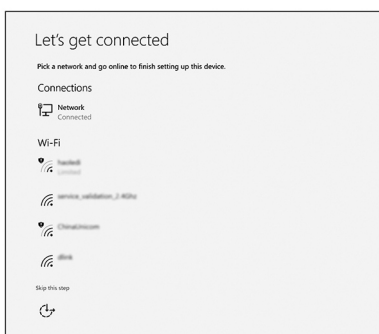 Let's get connected
Pick a network and go online to finish setting up this device.
Connections
Network
Connected
Wi-Fi
Limited
service_validation_2.4Ghz
ChinaUnicom
dlink
Skip this step